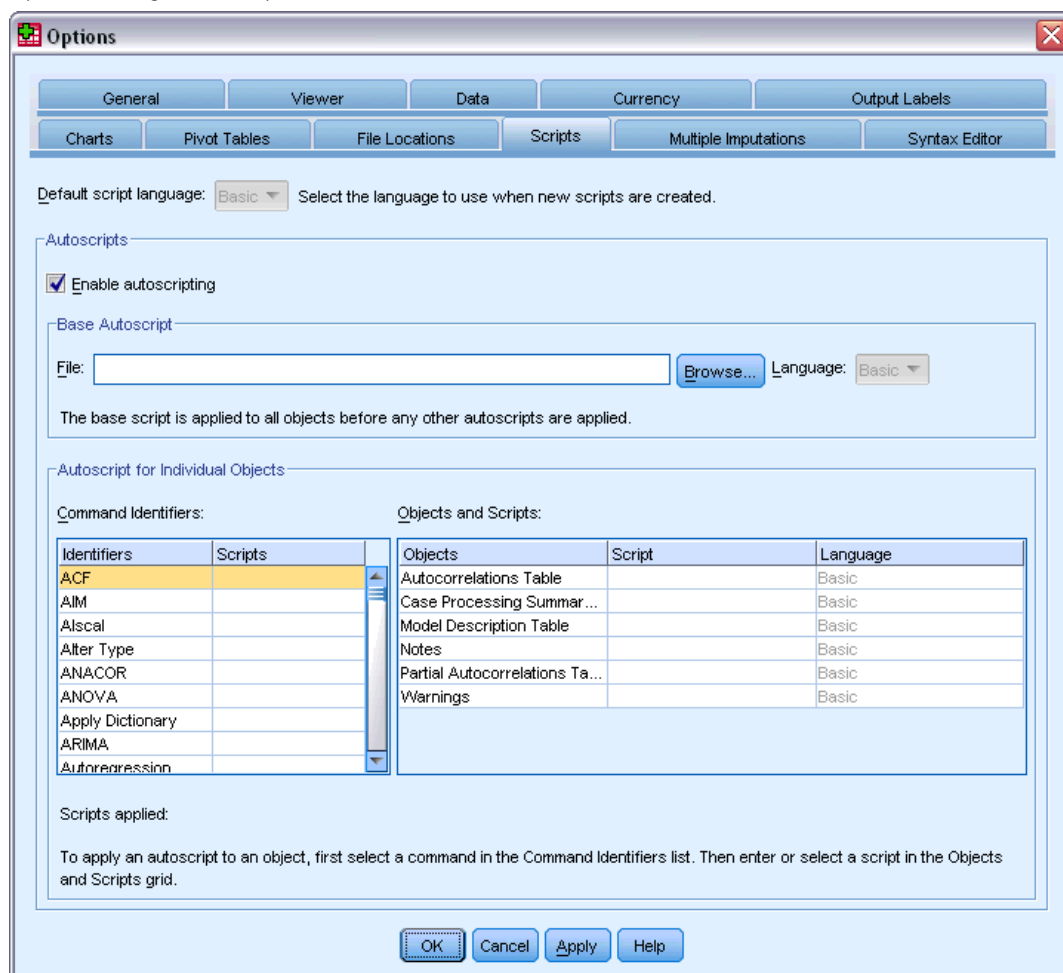 Options
General Viewer Data Currency Output Labels
Charts Pivot Tables File Locations Scripts Multiple Imputations Syntax Editor
Default script language: Basic Select the language to use when new scripts are created.
Autoscripts
Enable autoscripting
Base Autoscript
File: Browse... Language: Basic
The base script is applied to all objects before any other autoscripts are applied.
Autoscript for Individual Objects
Command Identifiers: Objects and Scripts:
Identifiers Scripts Objects Script Language
ACF Autocorrelations Table Basic
AIM Case Processing Summar... Basic
Alscal Model Description Table Basic
Alter Type Notes Basic
ANACOR Partial Autocorrelations Ta... Basic
ANOVA Warnings Basic
Apply Dictionary
ARIMA
Autoregression
Scripts applied:
To apply an autoscript to an object, first select a command in the Command Identifiers list. Then enter or select a script in the Objects
and Scripts grid.
OK Cancel Apply Help